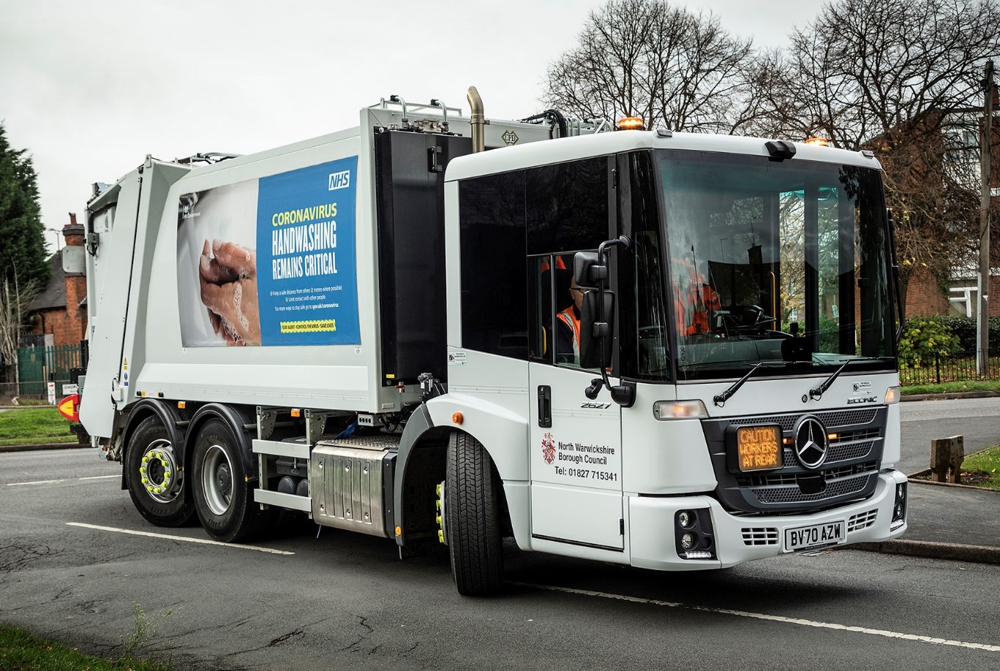 NHS
CORONAVIRUS
HANDWASHING
REMAINS CRITICAL
Keep a safe distance from others (2 metres where possible)
Limit contact with other people
For more ways to stay safe go to gov.uk/coronavirus
STAY ALERT · CONTROL THE VIRUS · SAVE LIVES
HM Government
2627
North Warwickshire
Borough Council
Tel: 01827 715341
ECONIC
CAUTION
WORKERS
AT REAR
BV70 AZW